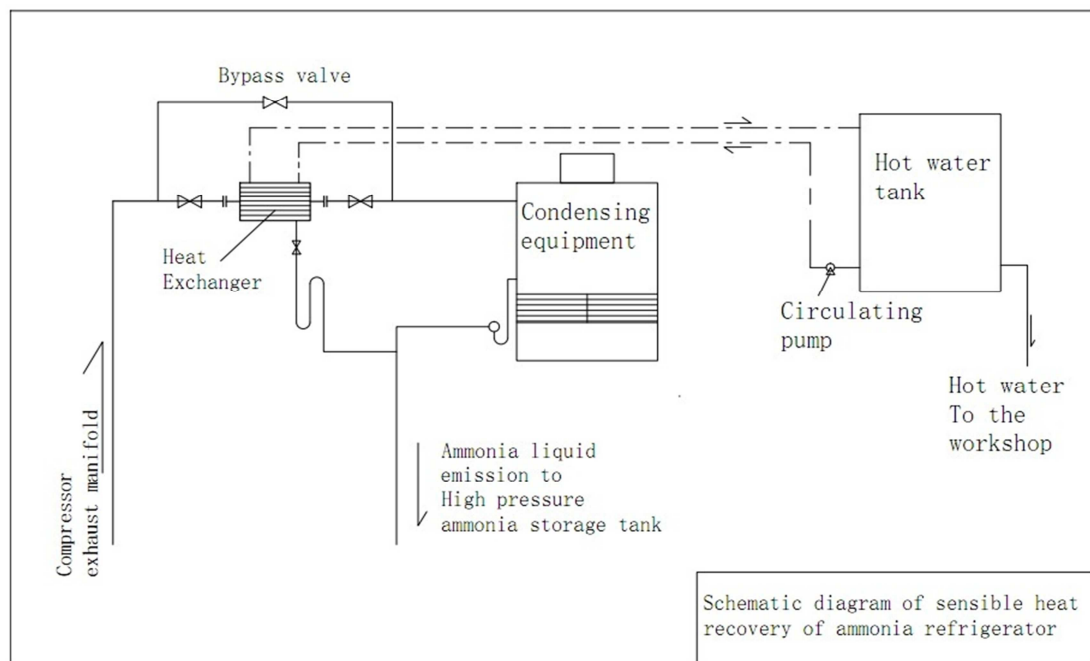 Bypass valve
Hot water
tank
Condensing
equipment
Heat
Exchanger
Circulating
pump
Hot water
To the
workshop
Compressor
exhaust manifold
Ammonia liquid
emission to
High pressure
ammonia storage tank
Schematic diagram of sensible heat
recovery of ammonia refrigerator